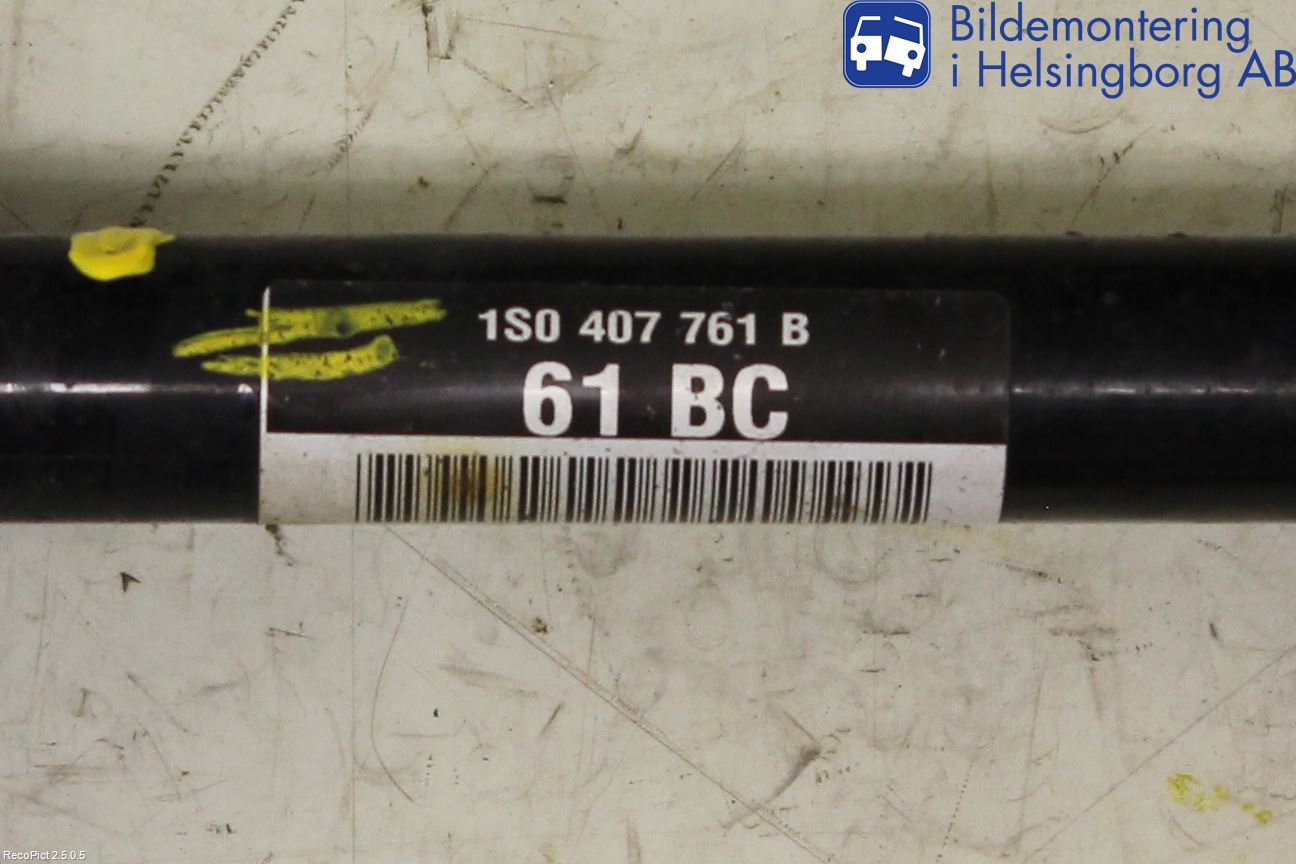 Bildemontering
i Helsingborg AB
1S0 407 761 B
61 BC
RecoPict 2.5.0.5